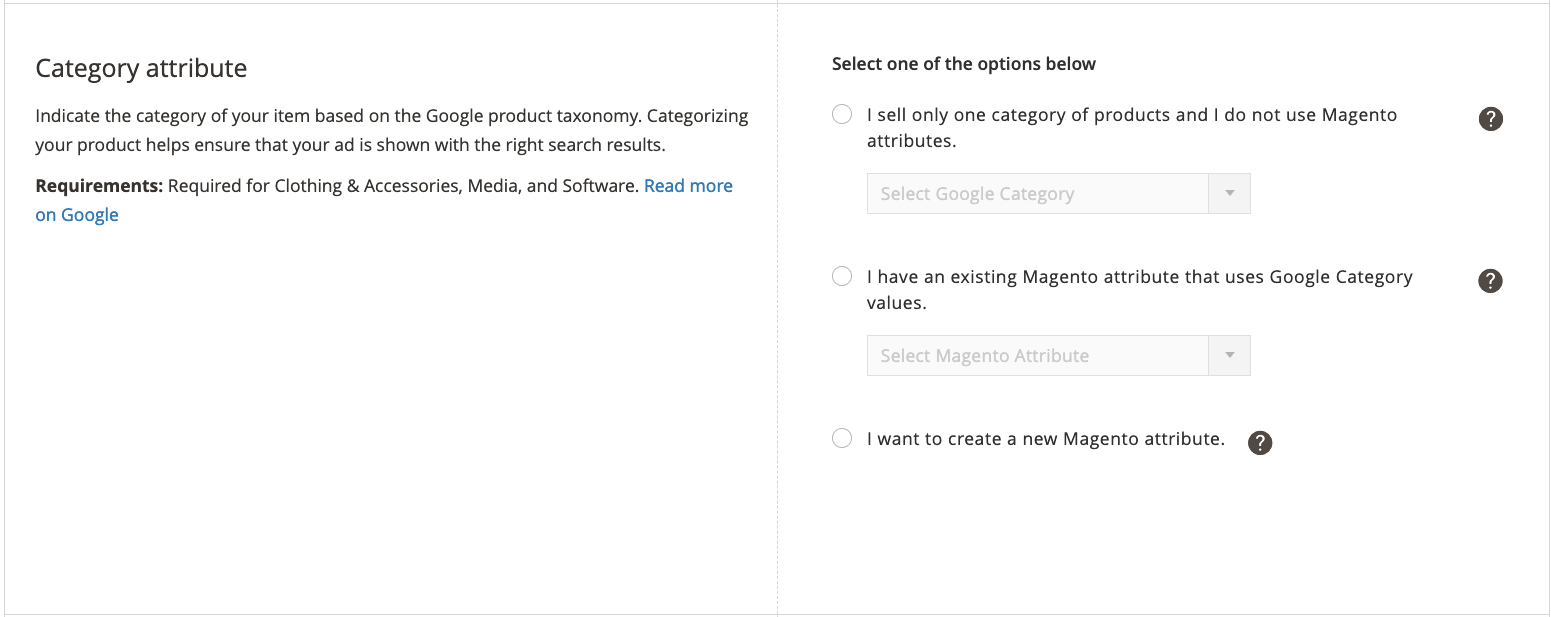 Category attribute
Indicate the category of your item based on the Google product taxonomy. Categorizing
your product helps ensure that your ad is shown with the right search results.
Requirements: Required for Clothing & Accessories, Media, and Software. Read more
on Google
Select one of the options below
I sell only one category of products and I do not use Magento
attributes.
?
Select Google Category
I have an existing Magento attribute that uses Google Category
values.
?
Select Magento Attribute
I want to create a new Magento attribute. ?